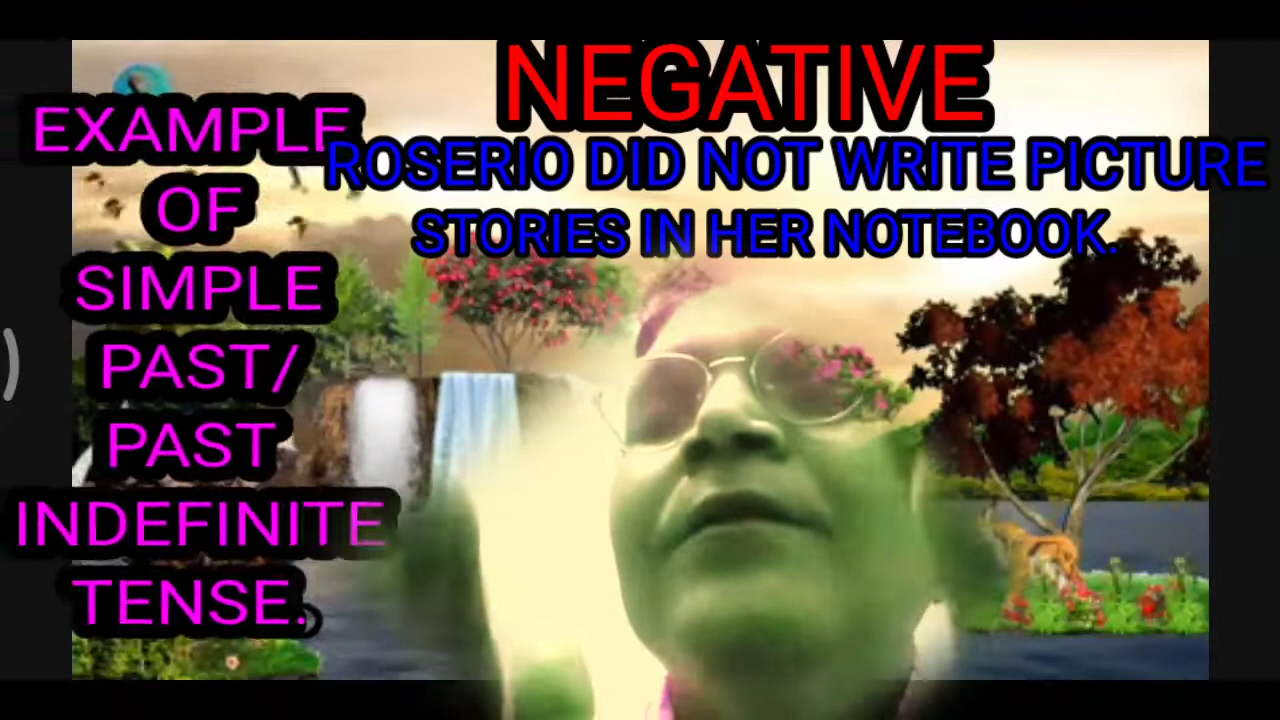 NEGATIVE
ROSERIO DID NOT WRITE PICTURE
STORIES IN HER NOTEBOOK.
EXAMPLE
OF
SIMPLE
PAST/
PAST
INDEFINITE
TENSE.